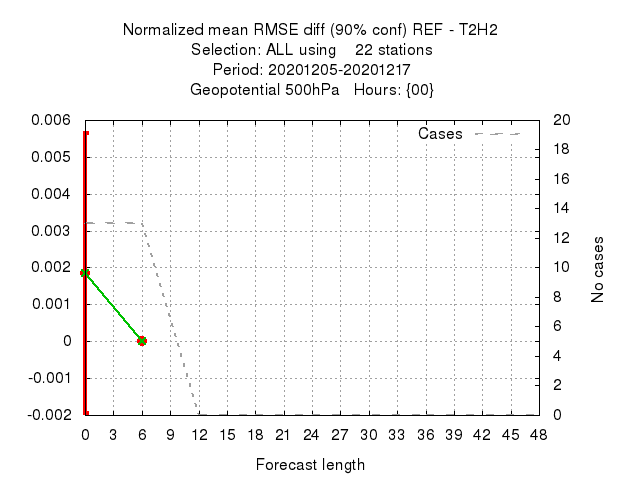 Normalized mean RMSE diff (90% conf) REF - T2H2
Selection: ALL using 22 stations
Period: 20201205-20201217
Geopotential 500hPa Hours: {00}
Cases
0.006
0.005
0.004
0.003
0.002
0.001
0
-0.001
-0.002
20
18
16
14
12
10
8
6
4
2
0
No cases
0 3 6 9 12 15 18 21 24 27 30 33 36 39 42 45 48
Forecast length